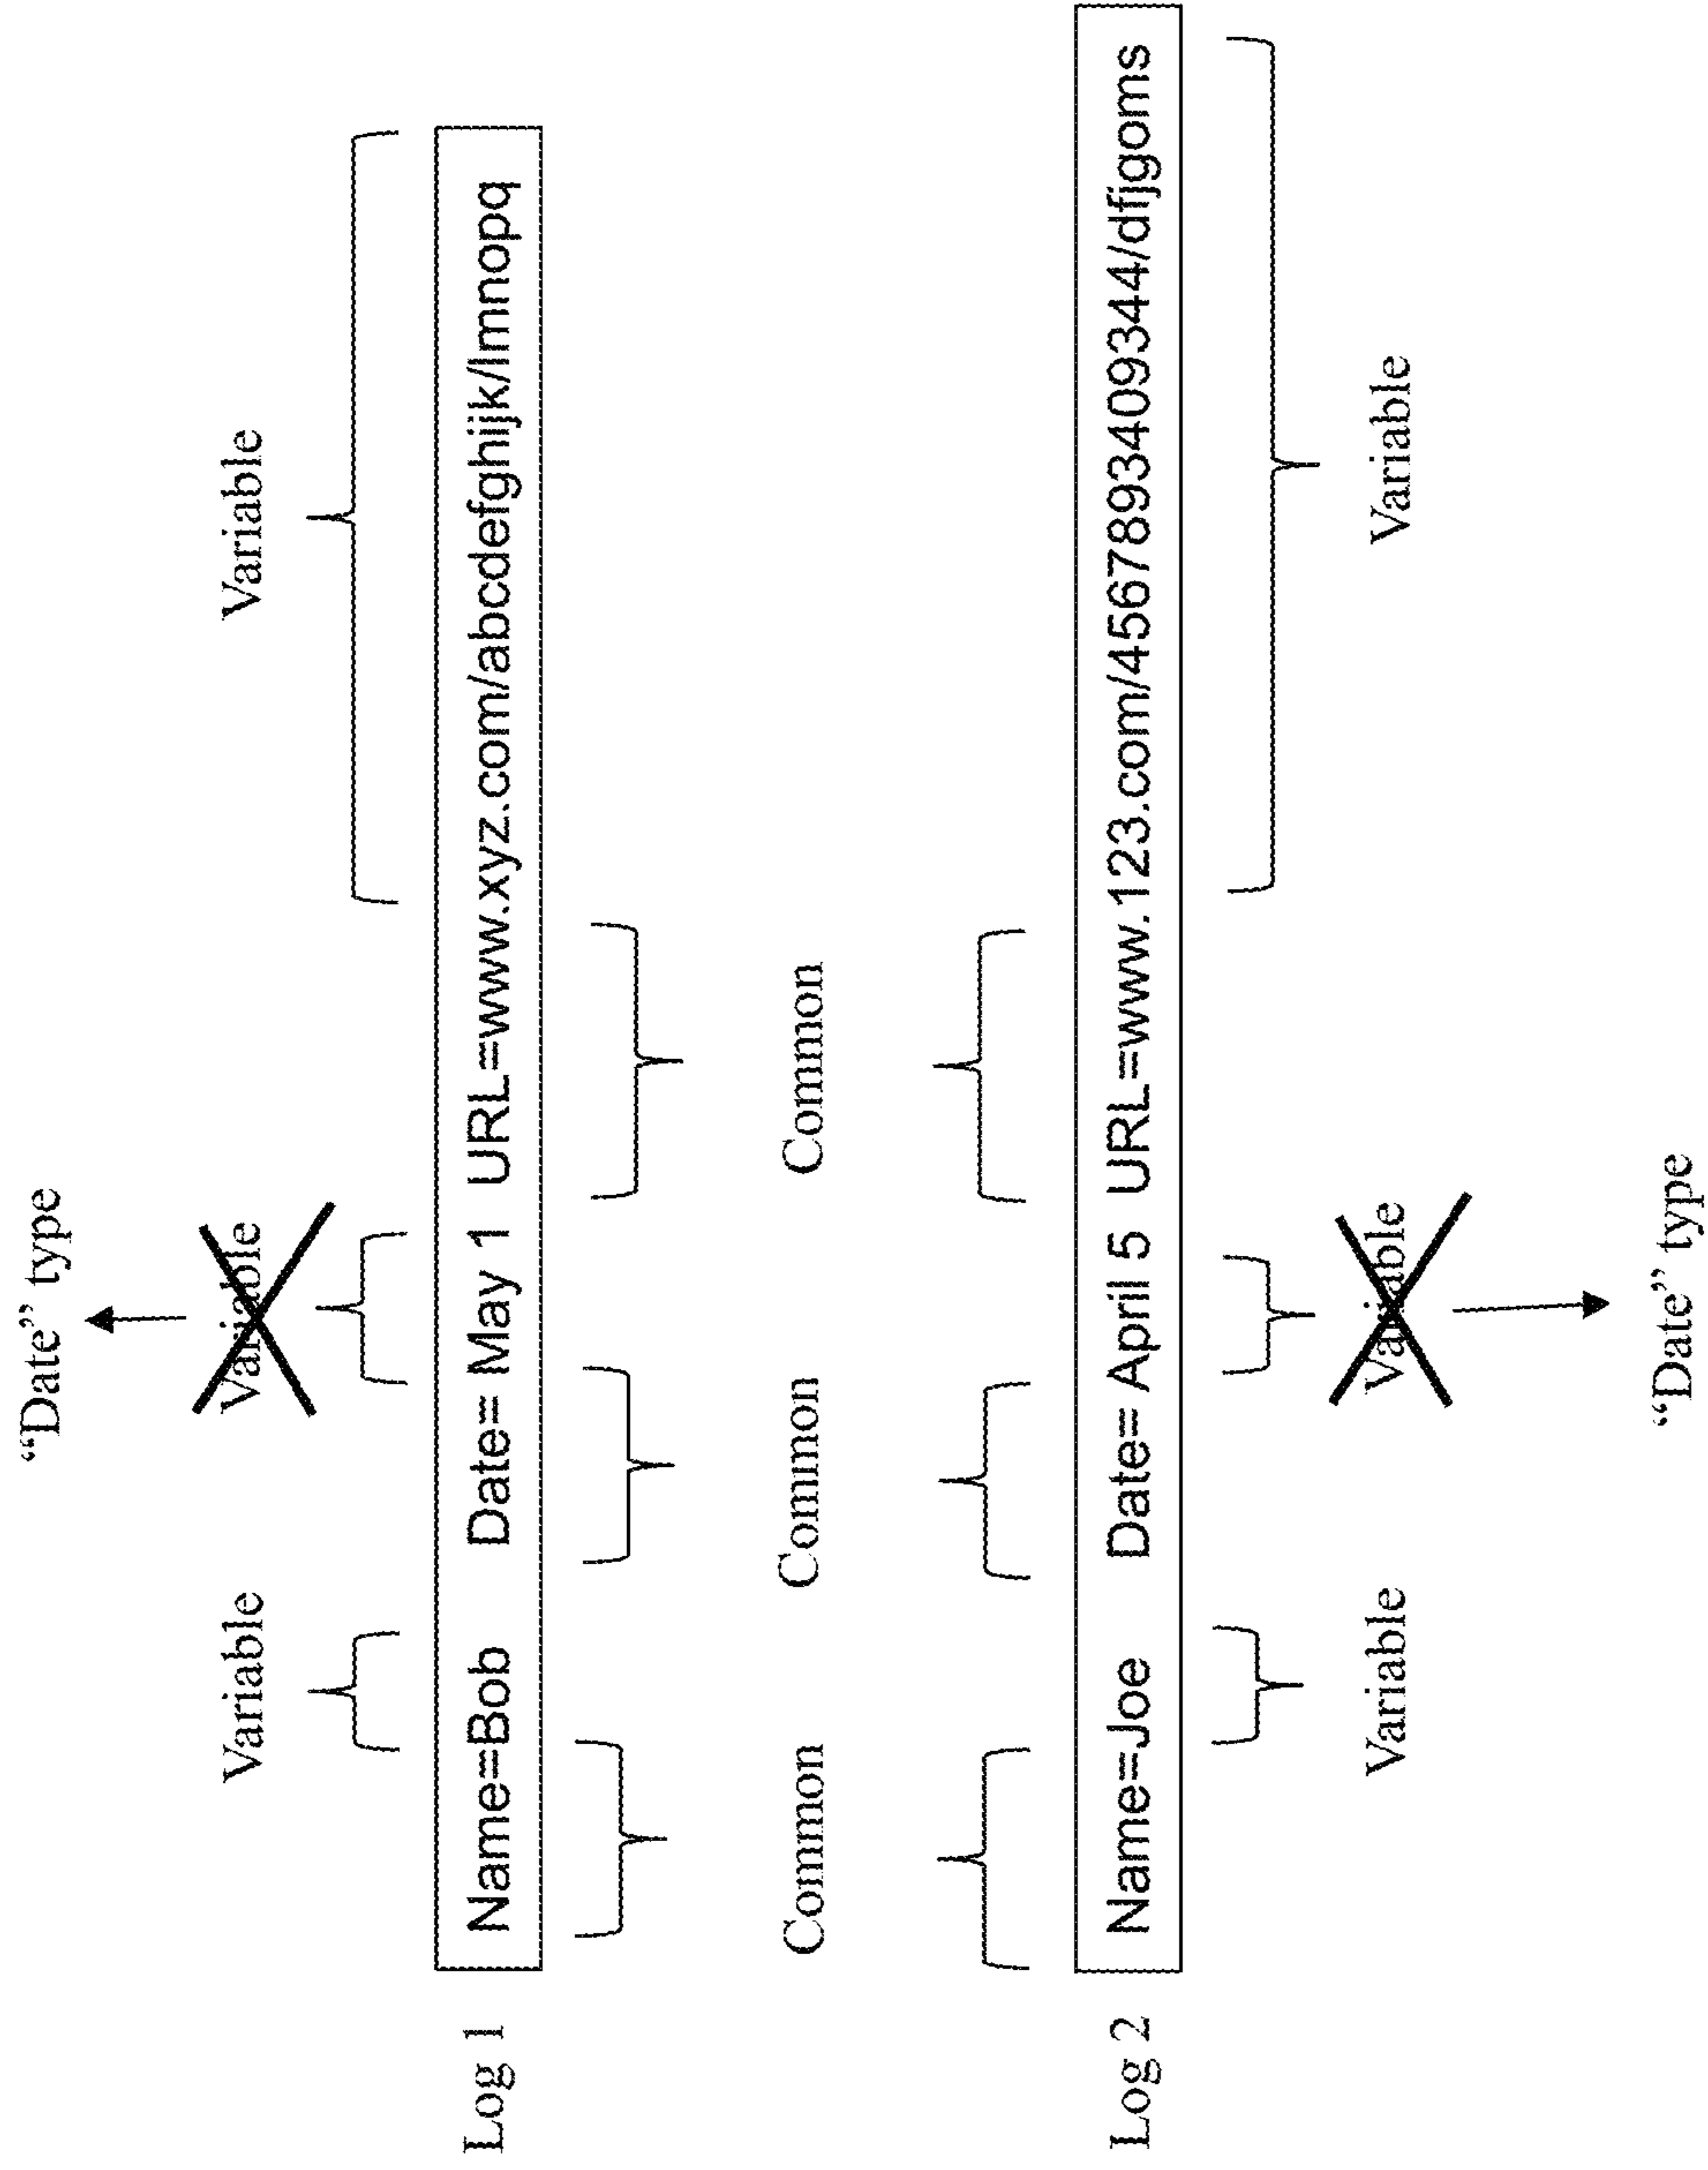 "Date" type
Variable Variable Variable
Log 1 Name=Bob Date= May 1 URL=www.xyz.com/abcdefghijk/lmnopq
Common Common Common
Log 2 Name=Joe Date= April 5 URL=www.123.com/4567893409344/dfjgoms
Variable Variable Variable
"Date" type